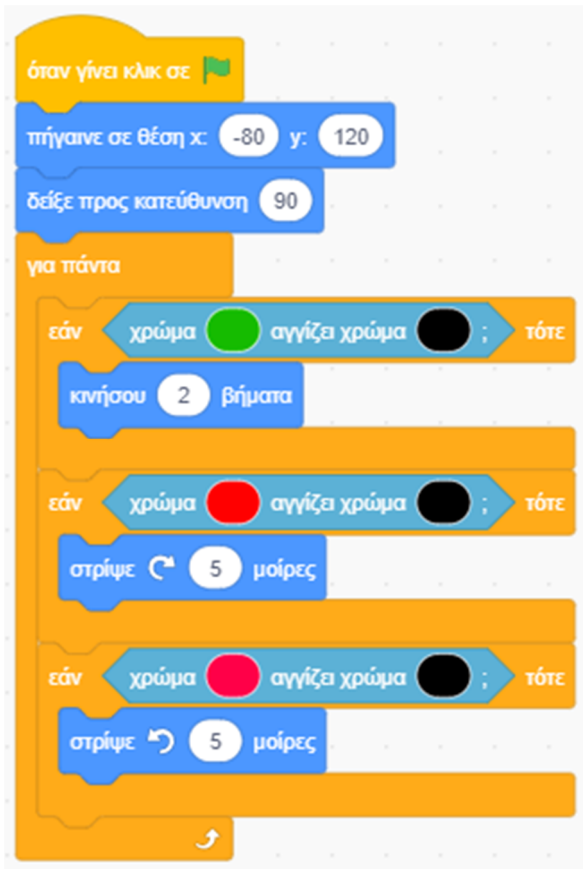 όταν γίνει κλικ σε
πήγαινε σε θέση x: -80 y: 120
δείξε προς κατεύθυνση 90
για πάντα
εάν χρώμα αγγίζει χρώμα ; τότε
κινήσου 2 βήματα
εάν χρώμα αγγίζει χρώμα ; τότε
στρίψε 5 μοίρες
εάν χρώμα αγγίζει χρώμα ; τότε
στρίψε 5 μοίρες